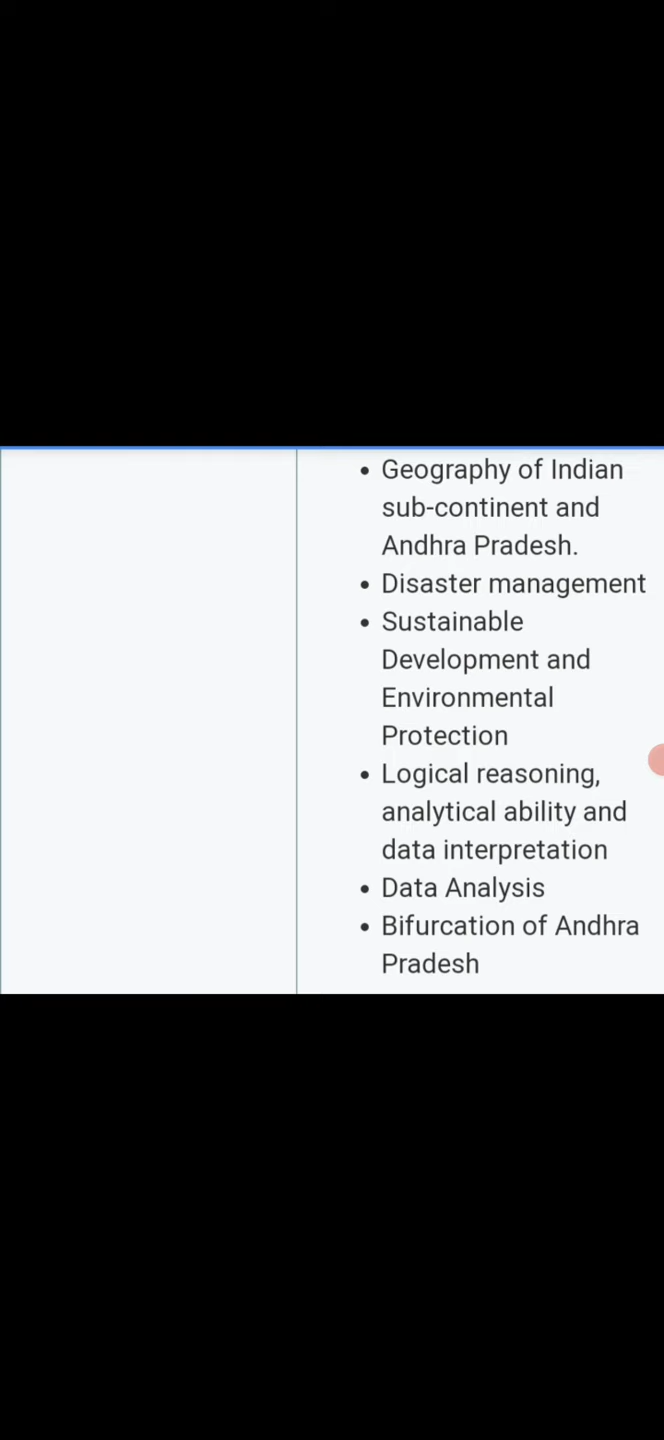 Geography of Indian
sub-continent and
Andhra Pradesh.
Disaster management
Sustainable
Development and
Environmental
Protection
Logical reasoning,
analytical ability and
data interpretation
Data Analysis
Bifurcation of Andhra
Pradesh